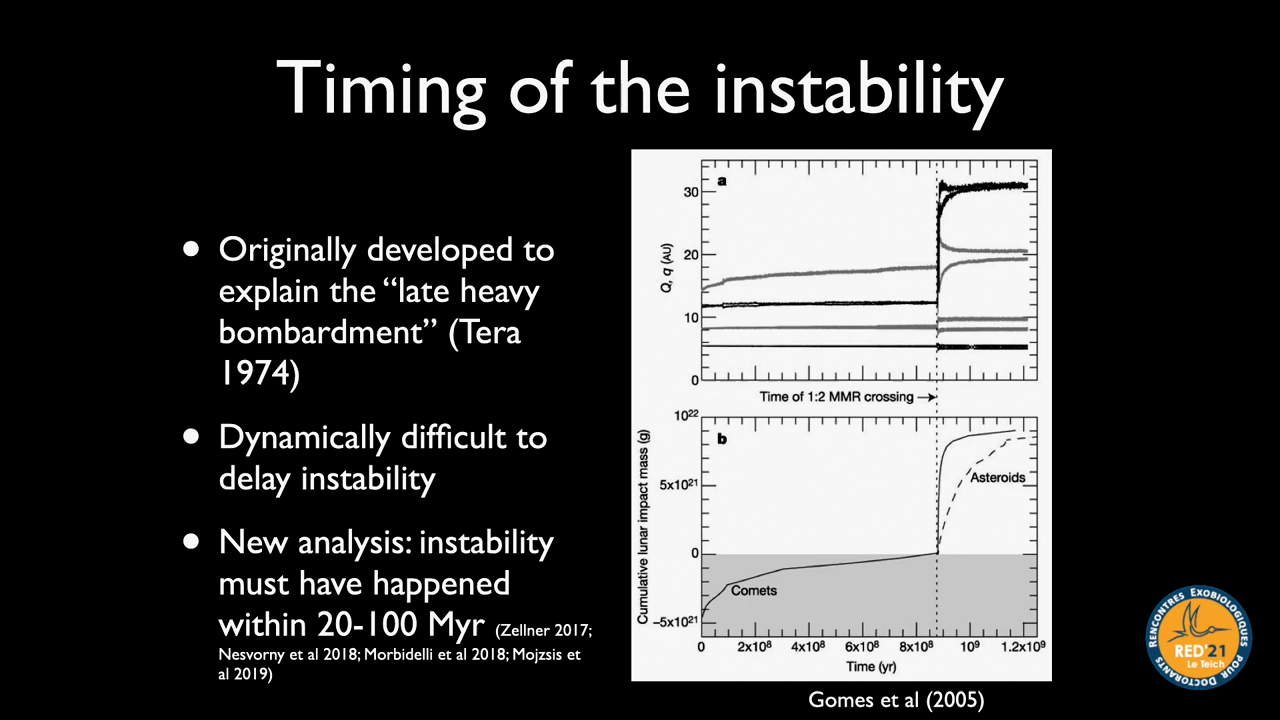 Timing of the instability
• Originally developed to
explain the “late heavy
bombardment” (Tera
1974)
• Dynamically difficult to
delay instability
• New analysis: instability
must have happened
within 20-100 Myr (Zellner 2017;
Nesvorny et al 2018; Morbidelli et al 2018; Mojzsis et
al 2019)
a
30
20
10
0
Q, q (AU)
Time of 1:2 MMR crossing →
b
10²²
5x10²¹
0
−5x10²¹
Cumulative lunar impact mass (g)
Asteroids
Comets
0 2x10⁸ 4x10⁸ 6x10⁸ 8x10⁸ 10⁹ 1.2x10⁹
Time (yr)
Gomes et al (2005)
RENCONTRES EXOBIOLOGIQUES POUR DOCTORANTS
RED'21
Le Teich